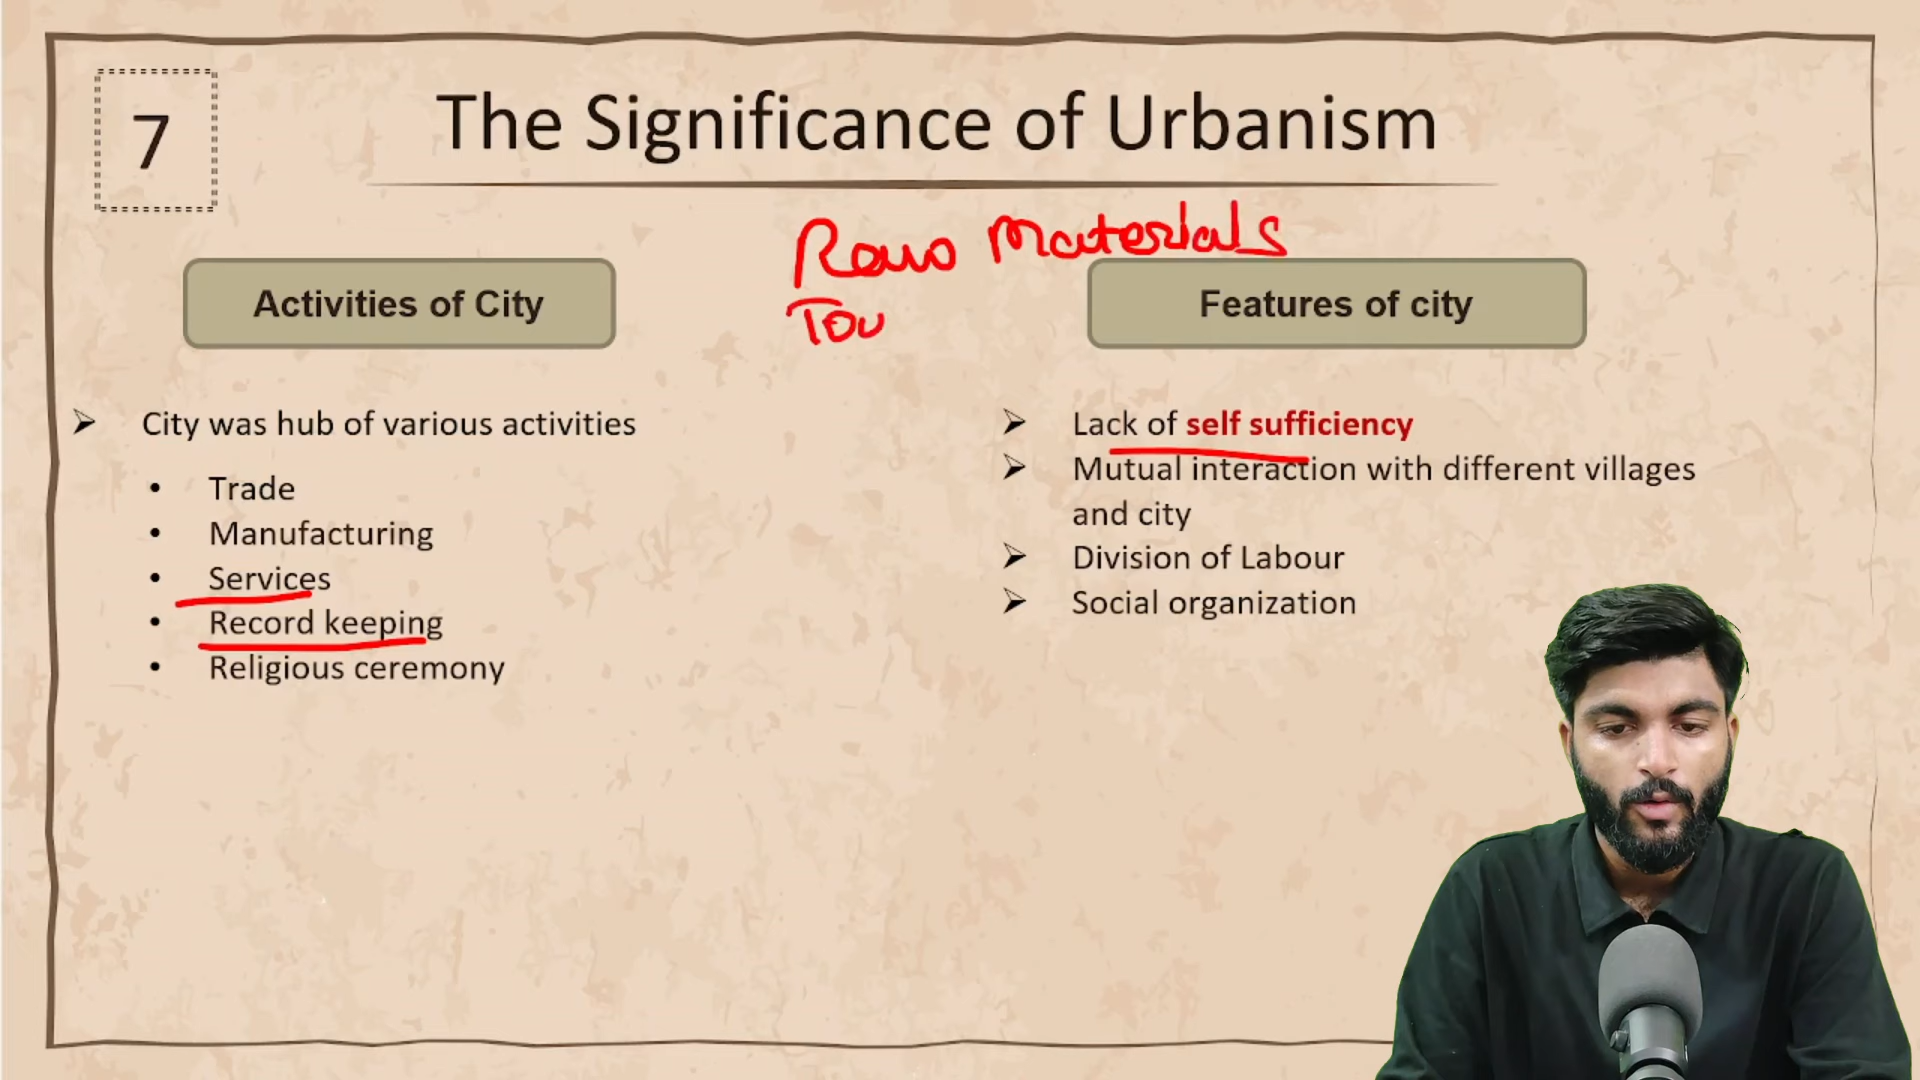 7
The Significance of Urbanism
Raw Materials
Tou
Activities of City
City was hub of various activities
Trade
Manufacturing
Services
Record keeping
Religious ceremony
Features of city
Lack of self sufficiency
Mutual interaction with different villages
and city
Division of Labour
Social organization